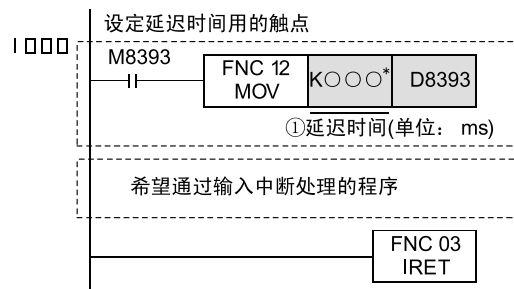 设定延迟时间用的触点
I□□□
M8393
FNC 12
MOV
K○○○*
D8393
①延迟时间(单位: ms)
希望通过输入中断处理的程序
FNC 03
IRET